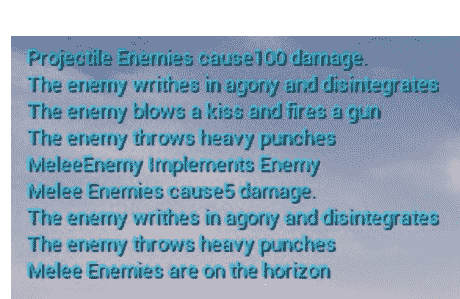 Projectile Enemies cause100 damage.
The enemy writhes in agony and disintegrates
The enemy blows a kiss and fires a gun
The enemy throws heavy punches
MeleeEnemy Implements Enemy
Melee Enemies cause5 damage.
The enemy writhes in agony and disintegrates
The enemy throws heavy punches
Melee Enemies are on the horizon